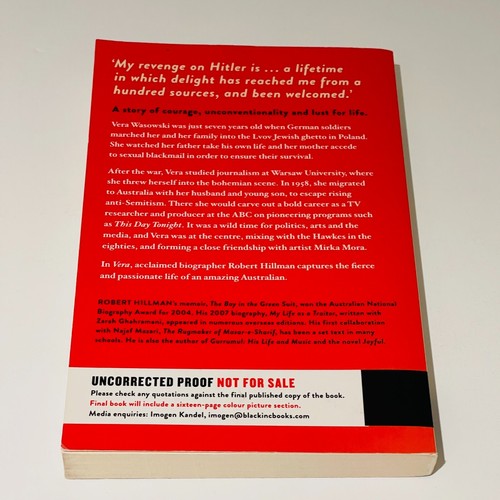 'My revenge on Hitler is ... a lifetime
in which delight has reached me from a
hundred sources, and been welcomed.'
A story of courage, unconventionality and lust for life.
Vera Wasowski was just seven years old when German soldiers
marched her and her family into the Lvov Jewish ghetto in Poland.
She watched her father take his own life and her mother accede
to sexual blackmail in order to ensure their survival.
After the war, Vera studied journalism at Warsaw University, where
she threw herself into the bohemian scene. In 1958, she migrated
to Australia with her husband and young son, to escape rising
anti-Semitism. There she would carve out a bold career as a TV
researcher and producer at the ABC on pioneering programs such
as This Day Tonight. It was a wild time for politics, arts and the
media, and Vera was at the centre, mixing with the Hawkes in the
eighties, and forming a close friendship with artist Mirka Mora.
In Vera, acclaimed biographer Robert Hillman captures the fierce
and passionate life of an amazing Australian.
ROBERT HILLMAN's memoir, The Boy in the Green Suit, won the Australian National
Biography Award for 2004. His 2007 biography, My Life as a Traitor, written with
Zarah Ghahramani, appeared in numerous overseas editions. His first collaboration
with Najaf Mazari, The Rugmaker of Mazar-e-Sharif, has been a set text in many
schools. He is also the author of Gurrumul: His Life and Music and the novel Joyful.
UNCORRECTED PROOF NOT FOR SALE
Please check any quotations against the final published copy of the book.
Final book will include a sixteen-page colour picture section.
Media enquiries: Imogen Kandel, imogen@blackincbooks.com